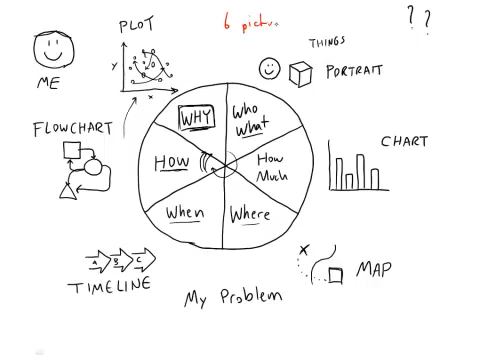 6 pictu
? ?
PLOT
THINGS
ME
Y
X
PORTRAIT
WHY
Who
What
FLOWCHART
How
How
Much
CHART
When
Where
A B C
TIMELINE
X
MAP
My Problem